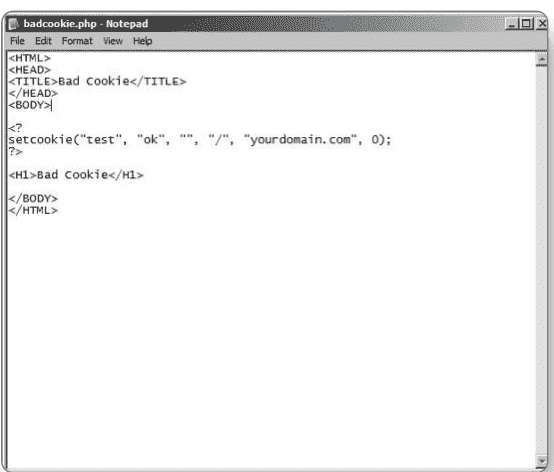 badcookie.php - Notepad
File Edit Format View Help
<HTML>
<HEAD>
<TITLE>Bad Cookie</TITLE>
</HEAD>
<BODY>
<?
setcookie("test", "ok", "", "/", "yourdomain.com", 0);
?>
<H1>Bad Cookie</H1>
</BODY>
</HTML>